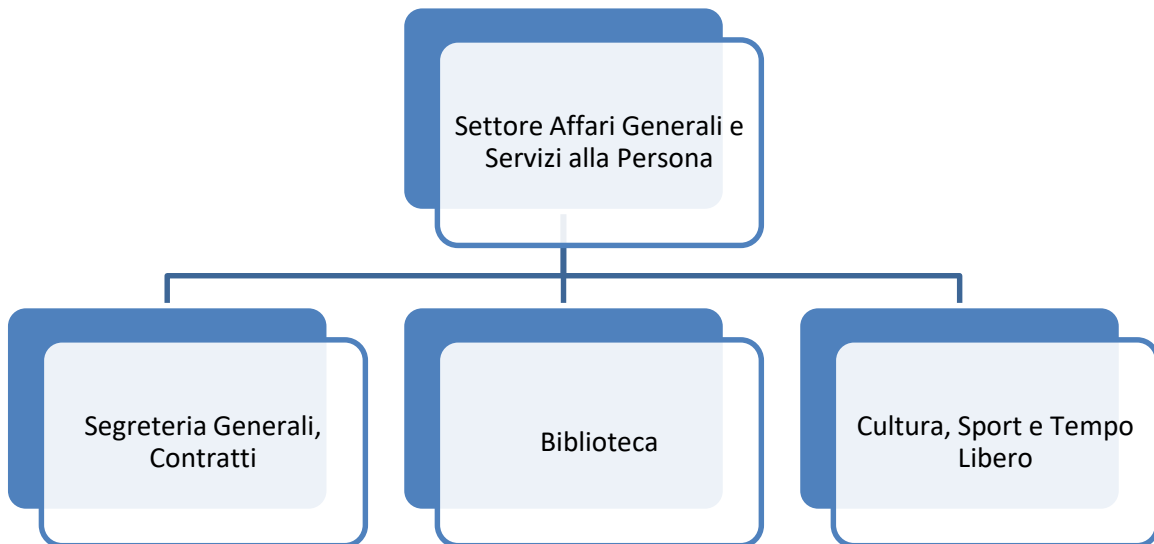 Settore Affari Generali e
Servizi alla Persona
Segreteria Generali,
Contratti
Biblioteca
Cultura, Sport e Tempo
Libero